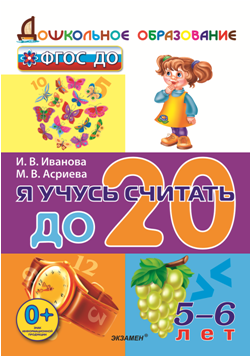 ДОШКОЛЬНОЕ ОБРАЗОВАНИЕ
ФГОС ДО
И. В. Иванова
М. В. Асриева
Я УЧУСЬ СЧИТАТЬ
ДО 20
5–6
лет
0+
ЭКЗАМЕН